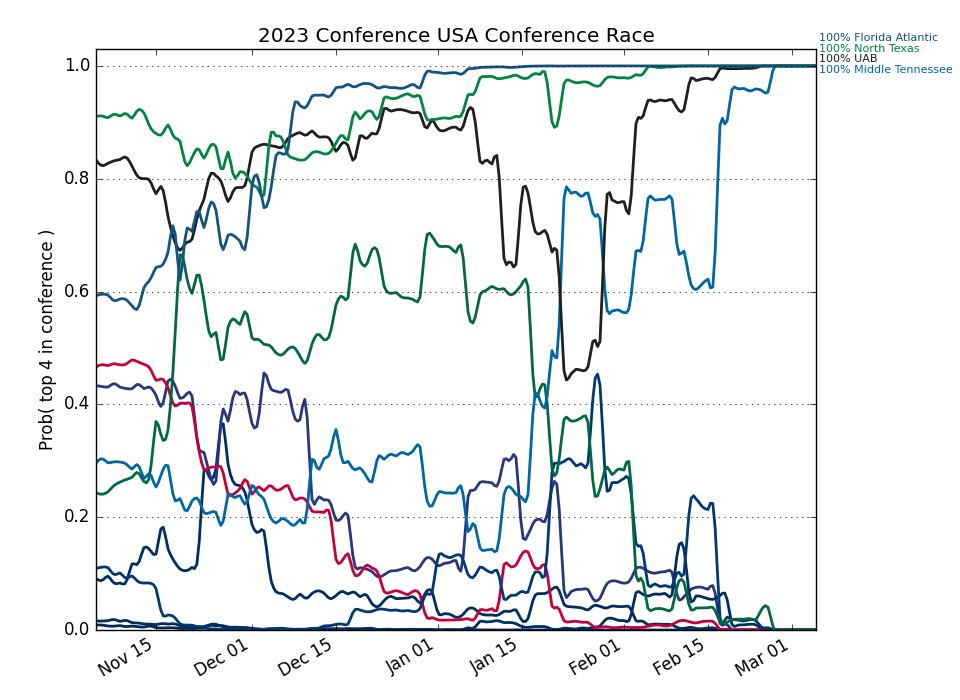 2023 Conference USA Conference Race
100% Florida Atlantic
100% North Texas
100% UAB
100% Middle Tennessee
Prob( top 4 in conference )
1.0
0.8
0.6
0.4
0.2
0.0
Nov 15
Dec 01
Dec 15
Jan 01
Jan 15
Feb 01
Feb 15
Mar 01